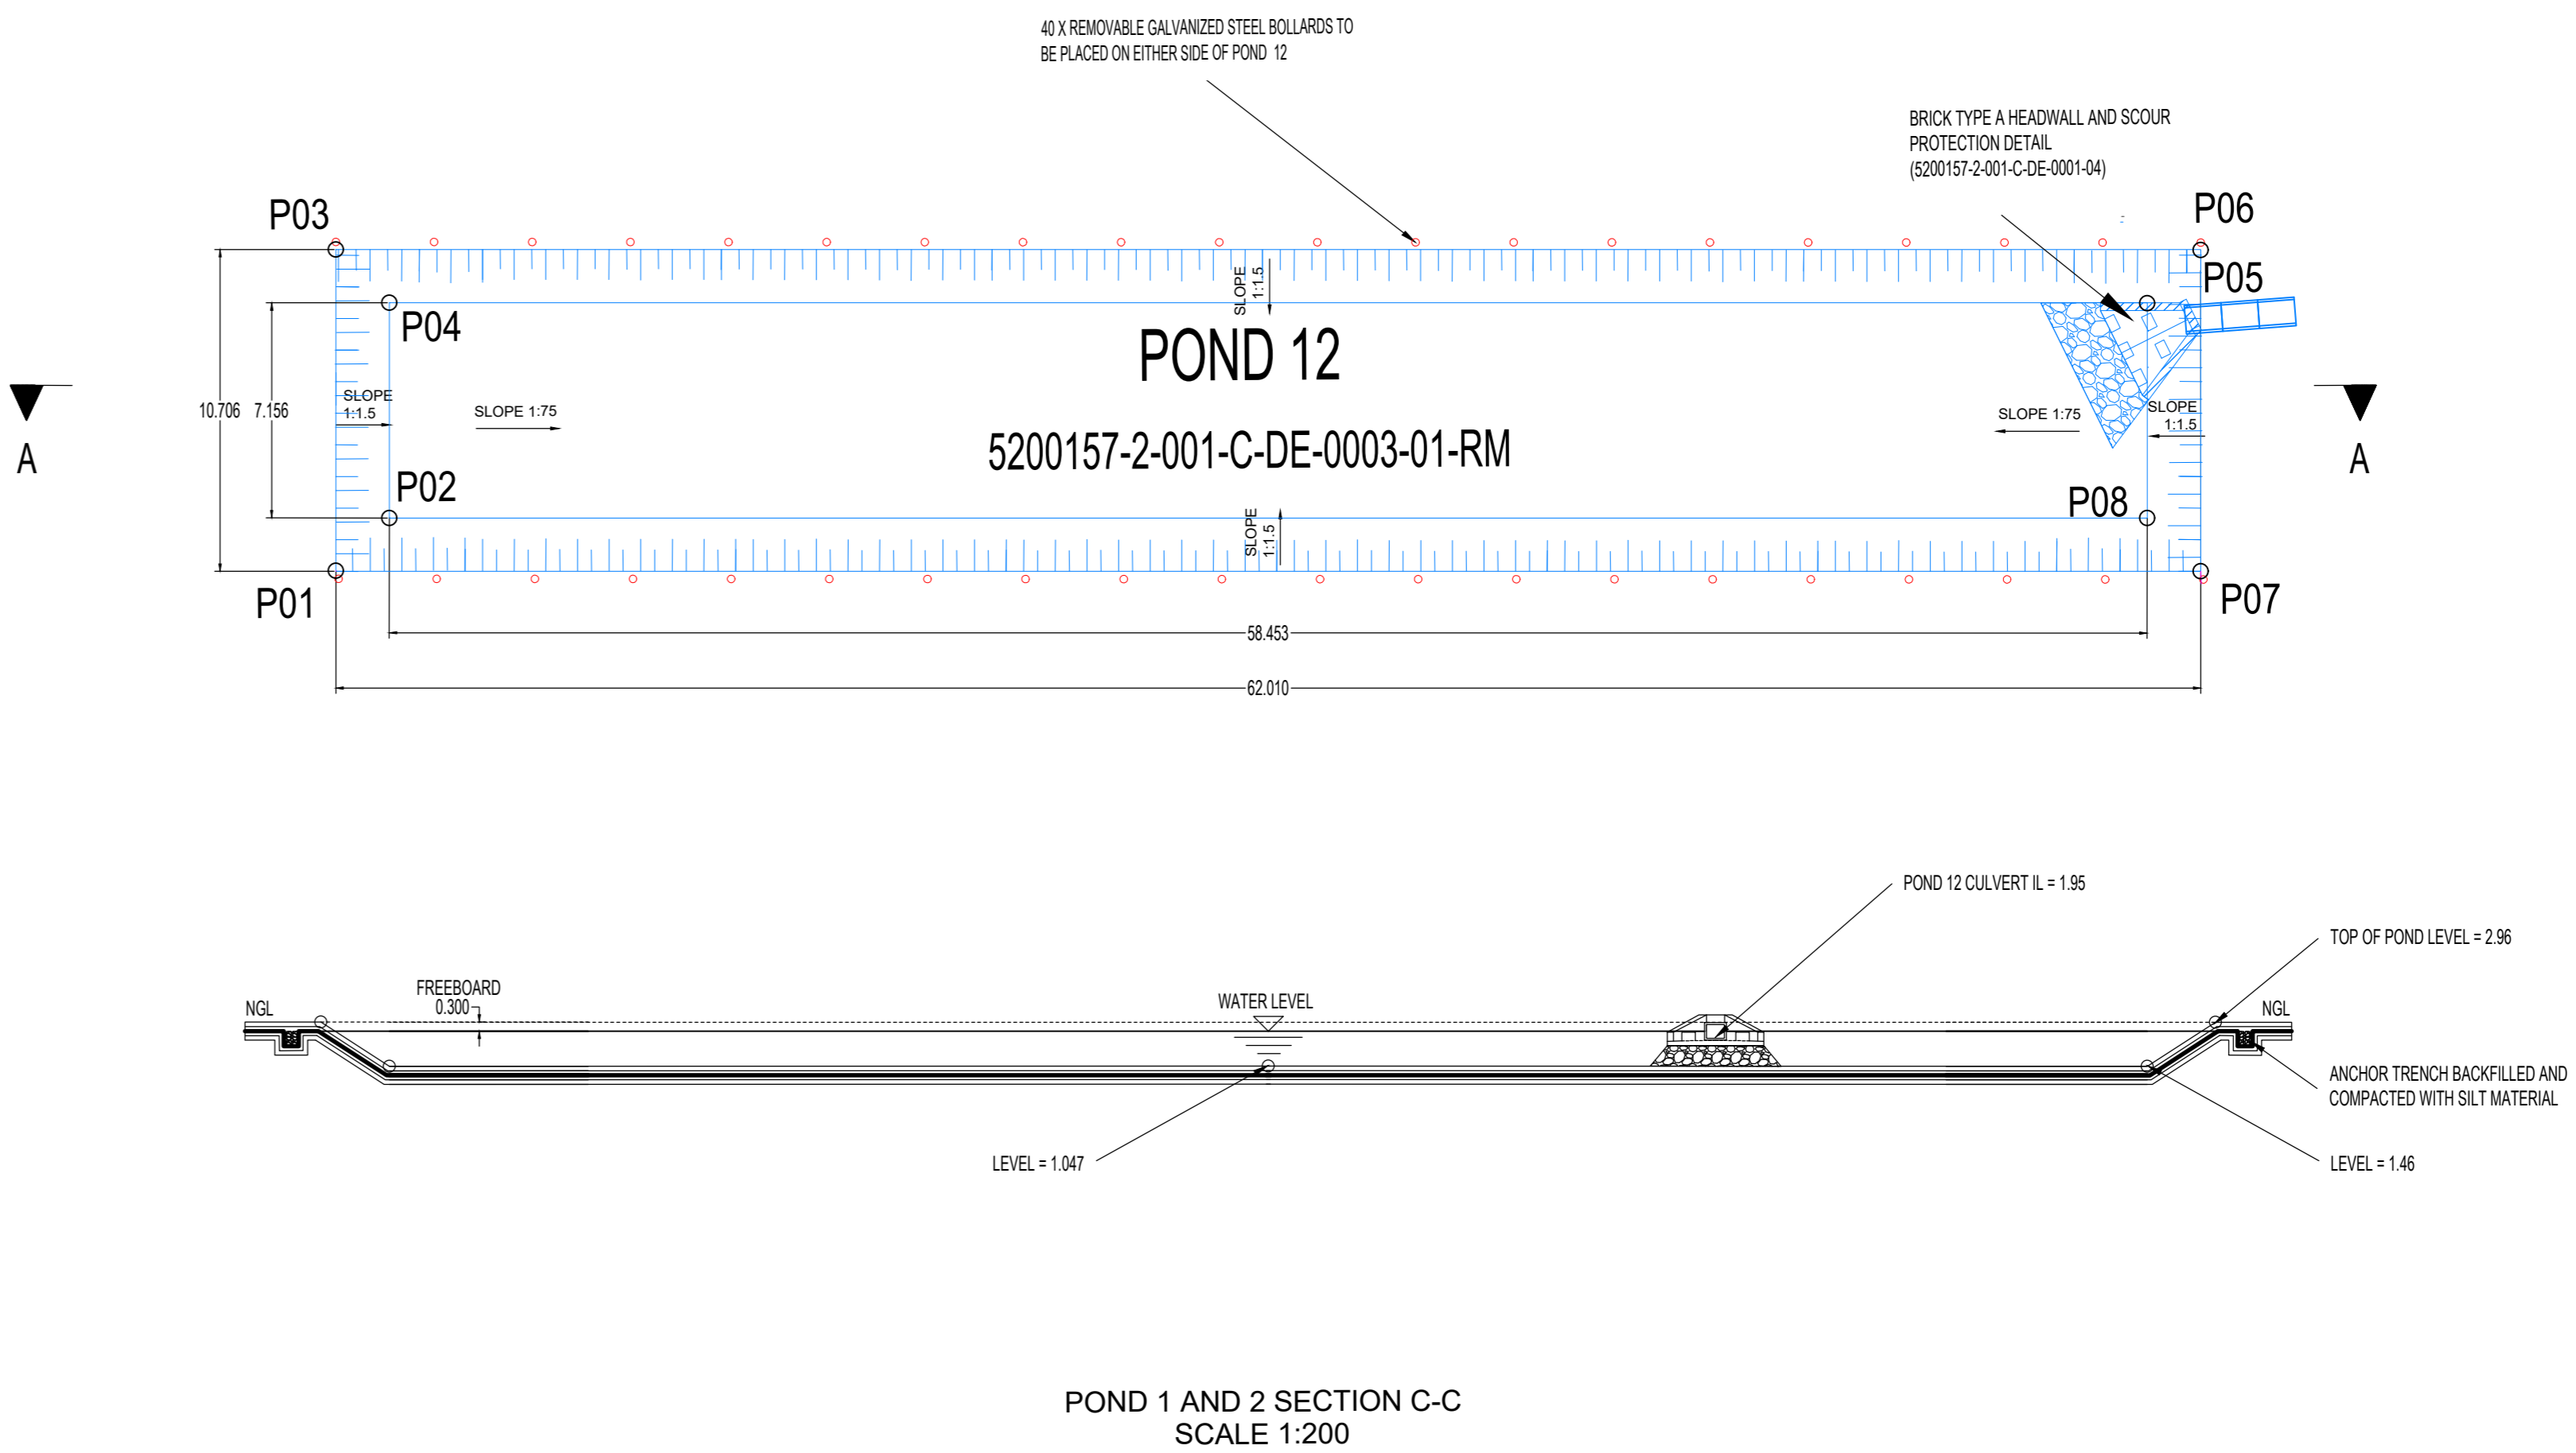 40 X REMOVABLE GALVANIZED STEEL BOLLARDS TO
BE PLACED ON EITHER SIDE OF POND 12
BRICK TYPE A HEADWALL AND SCOUR
PROTECTION DETAIL
(5200157-2-001-C-DE-0001-04)
P03
P06
P05
P04
SLOPE
1:1.5
POND 12
10.706
7.156
SLOPE
1:1.5
SLOPE 1:75
SLOPE 1:75
SLOPE
1:1.5
A
A
5200157-2-001-C-DE-0003-01-RM
P02
P08
SLOPE
1:1.5
P01
P07
58.453
62.010
POND 12 CULVERT IL = 1.95
TOP OF POND LEVEL = 2.96
FREEBOARD
0.300
NGL
WATER LEVEL
NGL
ANCHOR TRENCH BACKFILLED AND
COMPACTED WITH SILT MATERIAL
LEVEL = 1.047
LEVEL = 1.46
POND 1 AND 2 SECTION C-C
SCALE 1:200